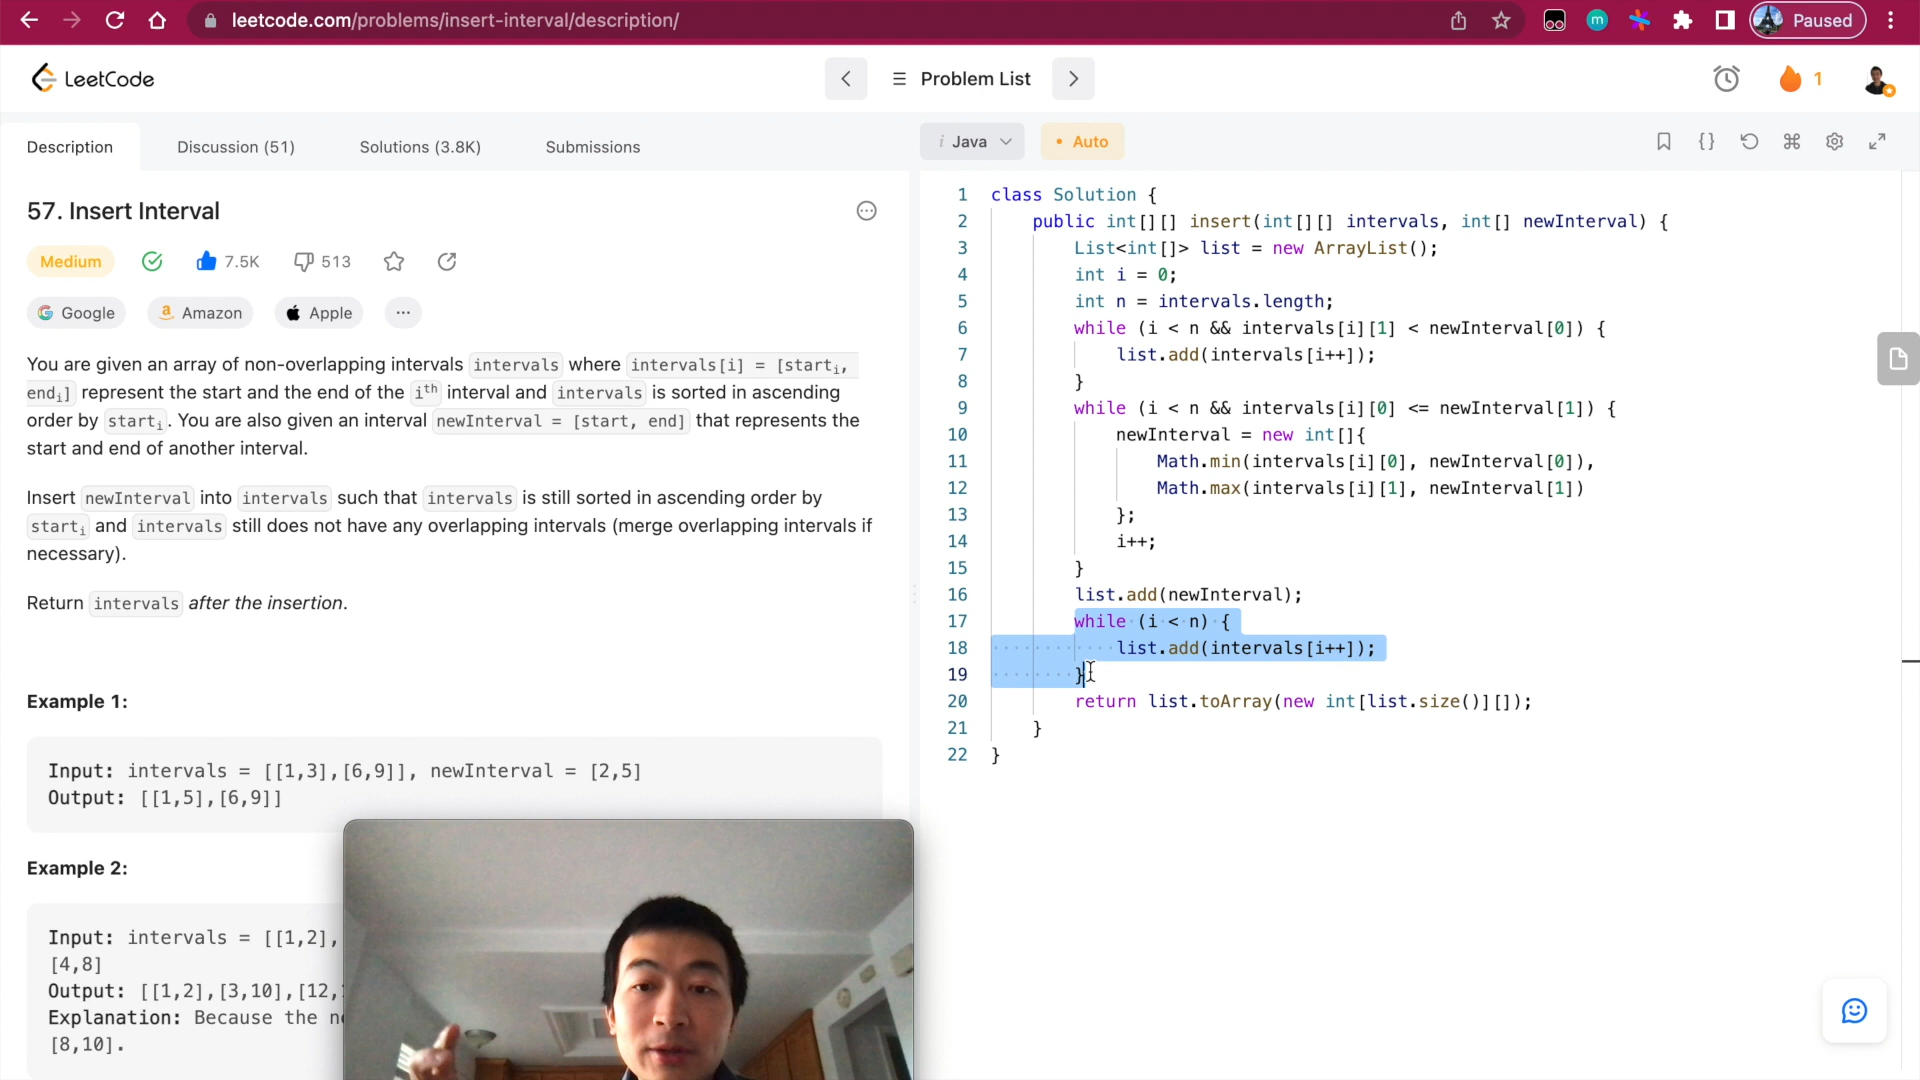 leetcode.com/problems/insert-interval/description/
m
Paused
LeetCode
Problem List
1
Description
Discussion (51)
Solutions (3.8K)
Submissions
i Java
• Auto
{}
57. Insert Interval
Medium
7.5K
513
Google
Amazon
Apple
...
You are given an array of non-overlapping intervals intervals where intervals[i] = [starti,
endi] represent the start and the end of the ith interval and intervals is sorted in ascending
order by starti. You are also given an interval newInterval = [start, end] that represents the
start and end of another interval.
Insert newInterval into intervals such that intervals is still sorted in ascending order by
starti and intervals still does not have any overlapping intervals (merge overlapping intervals if
necessary).
Return intervals after the insertion.
Example 1:
Input: intervals = [[1,3],[6,9]], newInterval = [2,5]
Output: [[1,5],[6,9]]
Example 2:
Input: intervals = [[1,2],
[4,8]
Output: [[1,2],[3,10],[12,
Explanation: Because the
[8,10].
1 class Solution {
2 public int[][] insert(int[][] intervals, int[] newInterval) {
3 List<int[]> list = new ArrayList();
4 int i = 0;
5 int n = intervals.length;
6 while (i < n && intervals[i][1] < newInterval[0]) {
7 list.add(intervals[i++]);
8 }
9 while (i < n && intervals[i][0] <= newInterval[1]) {
10 newInterval = new int[]{
11 Math.min(intervals[i][0], newInterval[0]),
12 Math.max(intervals[i][1], newInterval[1])
13 };
14 i++;
15 }
16 list.add(newInterval);
17 while (i < n) {
18 list.add(intervals[i++]);
19 }
20 return list.toArray(new int[list.size()][]);
21 }
22 }